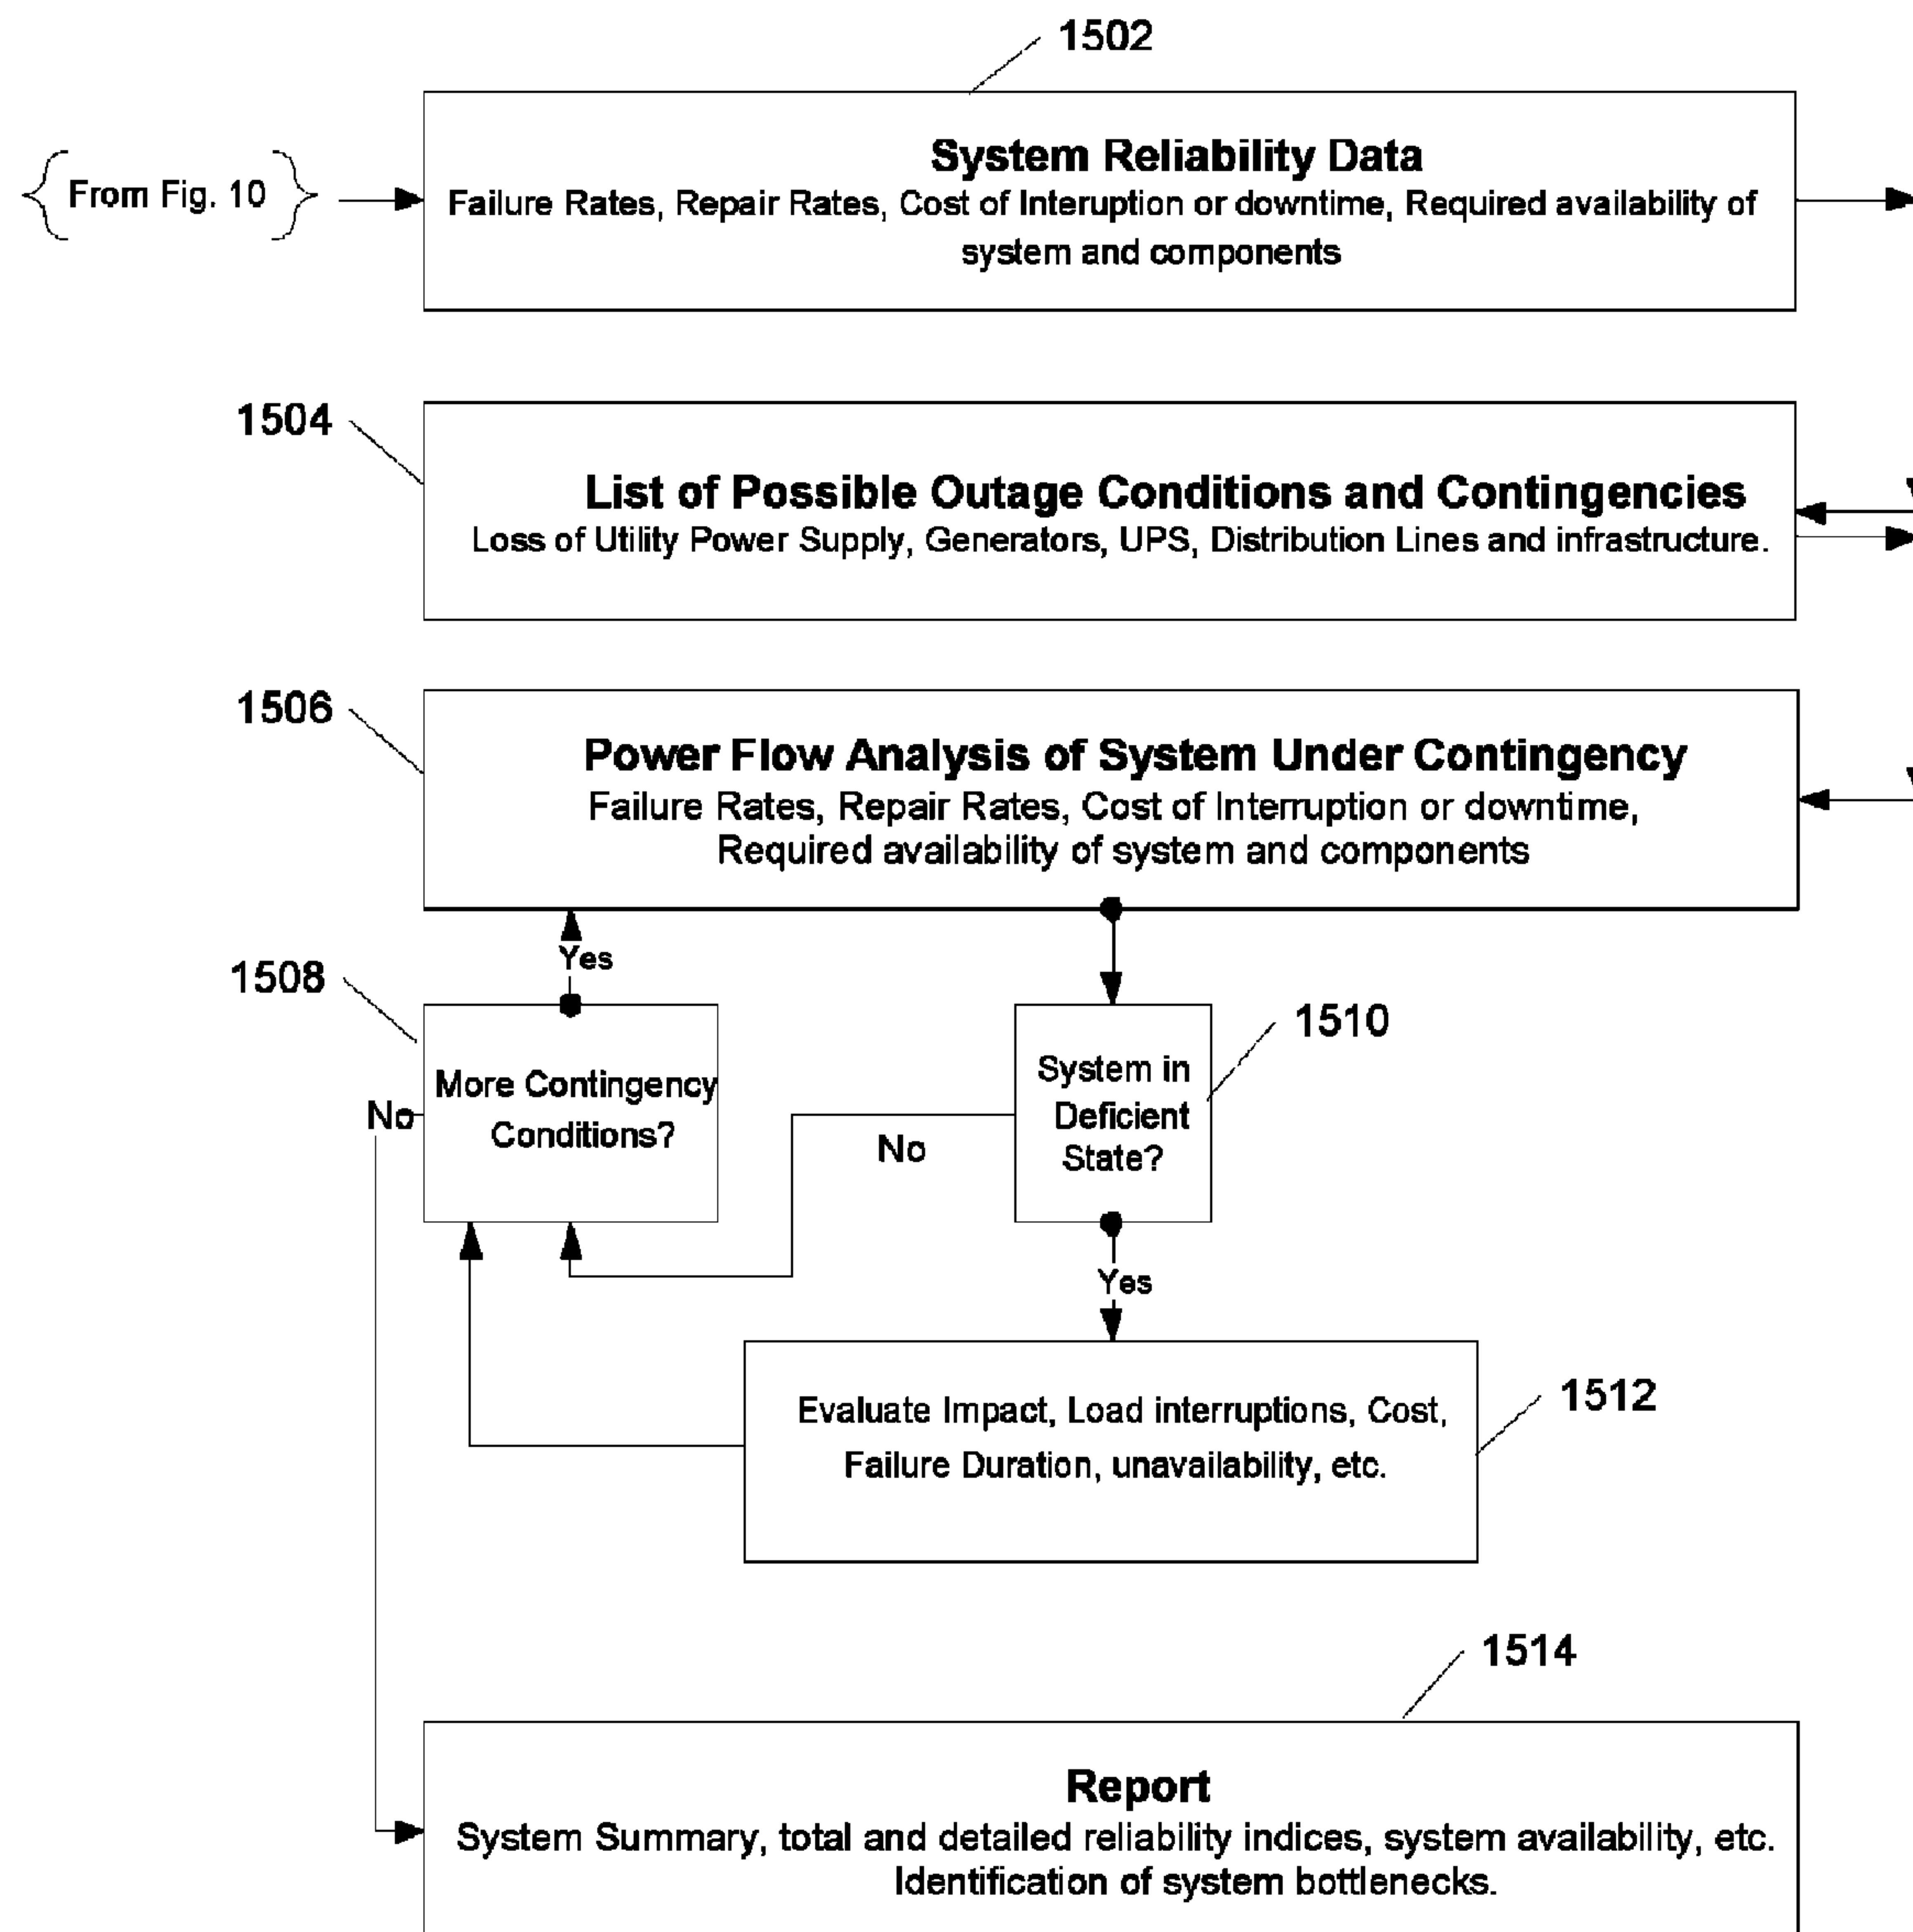 1502
From Fig. 10
System Reliability Data
Failure Rates, Repair Rates, Cost of Interuption or downtime, Required availability of
system and components
1504
List of Possible Outage Conditions and Contingencies
Loss of Utility Power Supply, Generators, UPS, Distribution Lines and infrastructure.
1506
Power Flow Analysis of System Under Contingency
Failure Rates, Repair Rates, Cost of Interruption or downtime,
Required availability of system and components
Yes
1508
More Contingency
Conditions?
No
1510
System in
Deficient
State?
No
Yes
1512
Evaluate Impact, Load interruptions, Cost,
Failure Duration, unavailability, etc.
1514
Report
System Summary, total and detailed reliability indices, system availability, etc.
Identification of system bottlenecks.